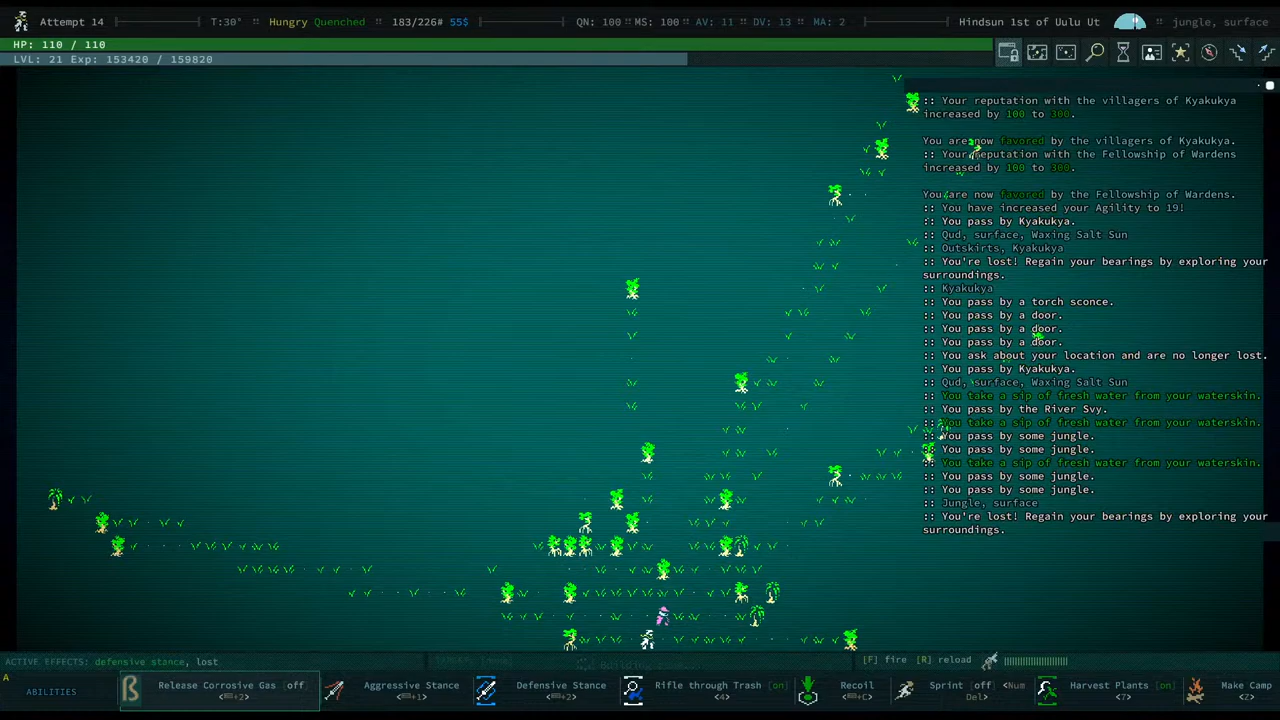 Attempt 14 T:30° :: Hungry Quenched :: 183/226# 55$ QN: 100 :: MS: 100 :: AV: 11 :: DV: 13 :: MA: 2 Hindsun 1st of Uulu Ut :: jungle, surface
HP: 110 / 110
LVL: 21 Exp: 153420 / 159820
:: Your reputation with the villagers of Kyakukya
increased by 100 to 300.
You are now favored by the villagers of Kyakukya.
:: Your reputation with the Fellowship of Wardens
increased by 100 to 300.
You are now favored by the Fellowship of Wardens.
:: You have increased your Agility to 19!
:: You pass by Kyakukya.
:: Qud, surface, Waxing Salt Sun
:: Outskirts, Kyakukya
:: You're lost! Regain your bearings by exploring your
surroundings.
:: Kyakukya
:: You pass by a torch sconce.
:: You pass by a door.
:: You pass by a door.
:: You pass by a door.
:: You ask about your location and are no longer lost.
:: You pass by Kyakukya.
:: Qud, surface, Waxing Salt Sun
:: You take a sip of fresh water from your waterskin.
:: You pass by the River Svy.
:: You take a sip of fresh water from your waterskin.
:: You pass by some jungle.
:: You pass by some jungle.
:: You take a sip of fresh water from your waterskin.
:: You pass by some jungle.
:: You pass by some jungle.
:: Jungle, surface
:: You're lost! Regain your bearings by exploring your
surroundings.
ACTIVE EFFECTS: defensive stance, lost
[F] fire [R] reload
A
ABILITIES
Release Corrosive Gas [off]
<=+2>
Aggressive Stance
<=+1>
Defensive Stance
<=+2>
Rifle through Trash [on]
<4>
Recoil
<=+C>
Sprint [off] <Num
Del>
Harvest Plants [on]
<7>
Make Camp
<Z>